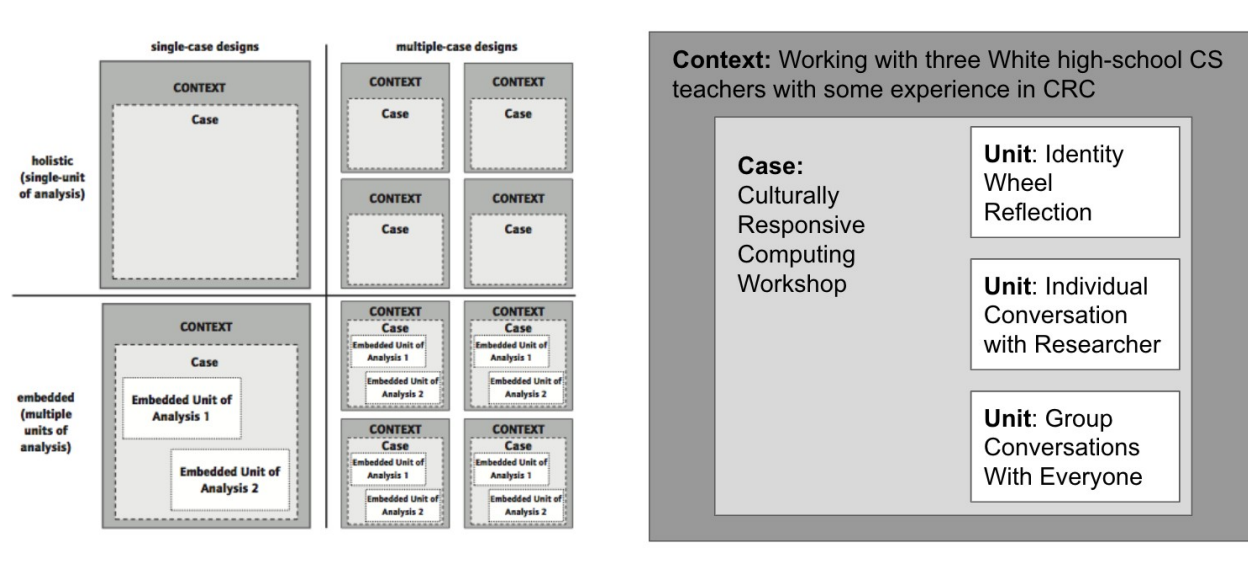 single-case designs
multiple-case designs
holistic
(single-unit
of analysis)
CONTEXT
Case
CONTEXT
Case
CONTEXT
Case
CONTEXT
Case
CONTEXT
Case
embedded
(multiple
units of
analysis)
CONTEXT
Case
Embedded Unit of
Analysis 1
Embedded Unit of
Analysis 2
CONTEXT
Case
Embedded Unit of
Analysis 1
Embedded Unit of
Analysis 2
CONTEXT
Case
Embedded Unit of
Analysis 1
Embedded Unit of
Analysis 2
CONTEXT
Case
Embedded Unit of
Analysis 1
Embedded Unit of
Analysis 2
CONTEXT
Case
Embedded Unit of
Analysis 1
Embedded Unit of
Analysis 2
Context: Working with three White high-school CS
teachers with some experience in CRC
Case:
Culturally
Responsive
Computing
Workshop
Unit: Identity
Wheel
Reflection
Unit: Individual
Conversation
with Researcher
Unit: Group
Conversations
With Everyone